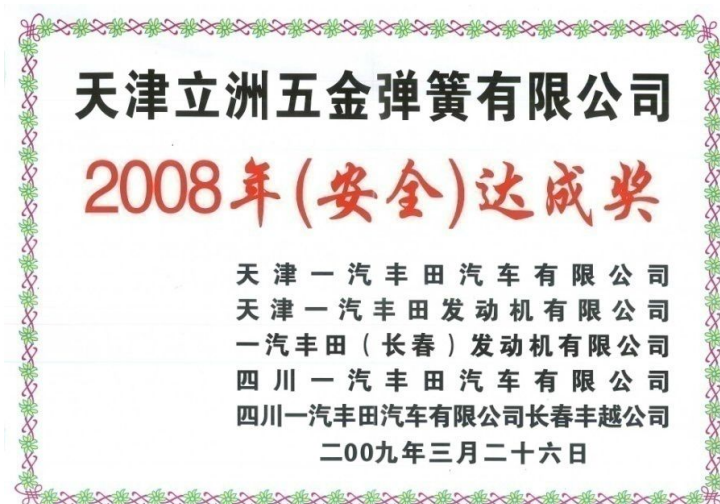 天津立洲五金弹簧有限公司
2008年(安全)达成奖
天津一汽丰田汽车有限公司
天津一汽丰田发动机有限公司
一汽丰田（长春）发动机有限公司
四川一汽丰田汽车有限公司
四川一汽丰田汽车有限公司长春丰越公司
二00九年三月二十六日